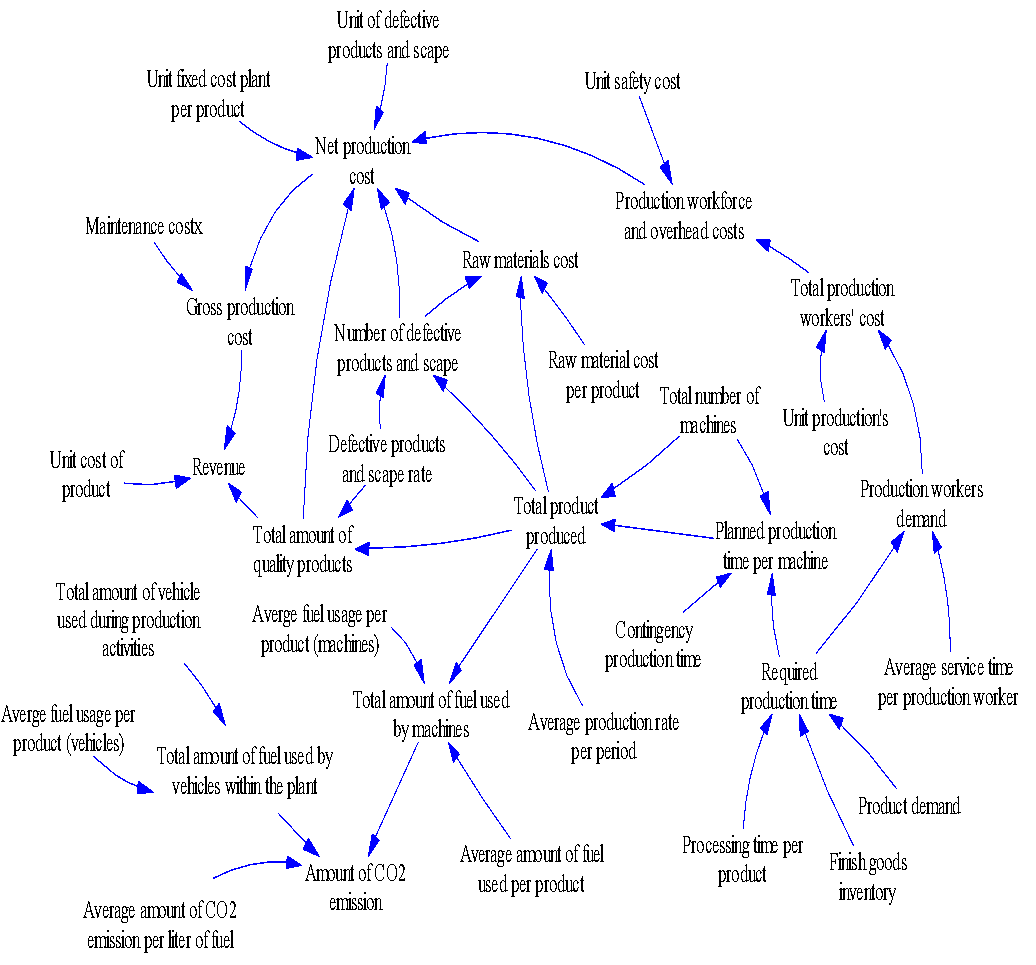 Unit of defective
products and scape
Unit fixed cost plant
per product
Unit safety cost
Net production
cost
Production workforce
and overhead costs
Maintenance costx
Raw materials cost
Total production
workers' cost
Gross production
cost
Number of defective
products and scape
Raw material cost
per product
Total number of
machines
Unit production's
cost
Defective products
and scape rate
Unit cost of
product
Revenue
Production workers
demand
Total product
produced
Total amount of
quality products
Planned production
time per machine
Total amount of vehicle
used during production
activities
Averge fuel usage per
product (machines)
Contingency
production time
Required
production time
Average service time
per production worker
Total amount of fuel used
by machines
Averge fuel usage per
product (vehicles)
Average production rate
per period
Total amount of fuel used by
vehicles within the plant
Product demand
Processing time per
product
Finish goods
inventory
Average amount of fuel
used per product
Amount of CO2
emission
Average amount of CO2
emission per liter of fuel